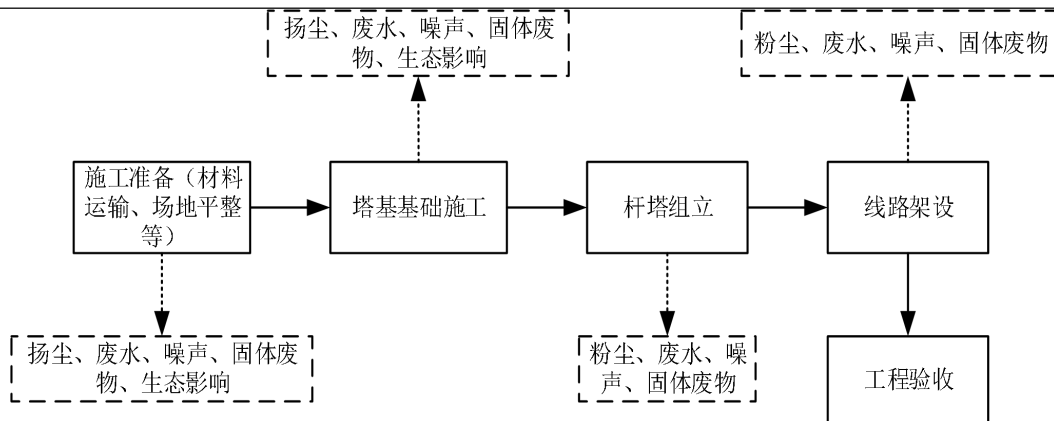 扬尘、废水、噪声、固体废
物、生态影响
粉尘、废水、噪声、固体废物
施工准备（材料
运输、场地平整
等）
塔基基础施工
杆塔组立
线路架设
扬尘、废水、噪声、固体废
物、生态影响
粉尘、废水、噪
声、固体废物
工程验收